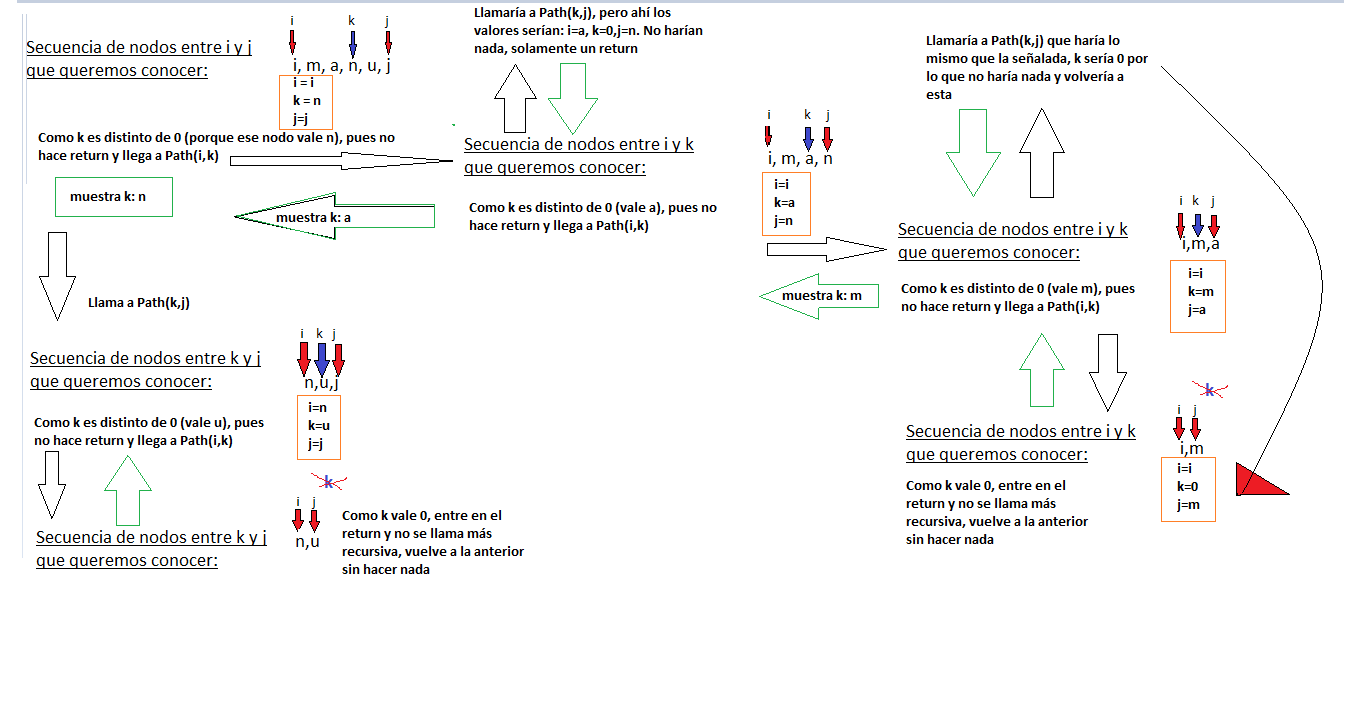 Secuencia de nodos entre i y j
que queremos conocer:
i k j
i, m, a, n, u, j
i = i
k = n
j=j
Como k es distinto de 0 (porque ese nodo vale n), pues no
hace return y llega a Path(i,k)
muestra k: n
Llama a Path(k,j)
Secuencia de nodos entre k y j
que queremos conocer:
i k j
n,u,j
i=n
k=u
j=j
Como k es distinto de 0 (vale u), pues
no hace return y llega a Path(i,k)
Secuencia de nodos entre k y j
que queremos conocer:
k
i j
n,u
Como k vale 0, entre en el
return y no se llama más
recursiva, vuelve a la anterior
sin hacer nada
Llamaría a Path(k,j), pero ahí los
valores serían: i=a, k=0,j=n. No harían
nada, solamente un return
Secuencia de nodos entre i y k
que queremos conocer:
Como k es distinto de 0 (vale a), pues no
hace return y llega a Path(i,k)
muestra k: a
i k j
i, m, a, n
i=i
k=a
j=n
Llamaría a Path(k,j) que haría lo
mismo que la señalada, k sería 0 por
lo que no haría nada y volvería a
esta
Secuencia de nodos entre i y k
que queremos conocer:
Como k es distinto de 0 (vale m), pues
no hace return y llega a Path(i,k)
muestra k: m
i k j
i,m,a
i=i
k=m
j=a
Secuencia de nodos entre i y k
que queremos conocer:
Como k vale 0, entre en el
return y no se llama más
recursiva, vuelve a la anterior
sin hacer nada
k
i j
i,m
i=i
k=0
j=m